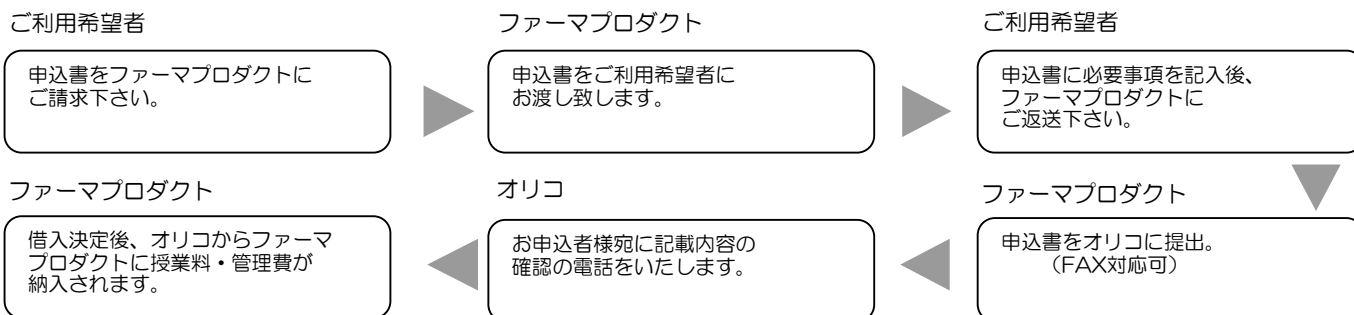 ご利用希望者
申込書をファーマプロダクトに
ご請求下さい。
ファーマプロダクト
申込書をご利用希望者に
お渡し致します。
ご利用希望者
申込書に必要事項を記入後、
ファーマプロダクトに
ご返送下さい。
ファーマプロダクト
申込書をオリコに提出。
（FAX対応可）
オリコ
お申込者様宛に記載内容の
確認の電話をいたします。
ファーマプロダクト
借入決定後、オリコからファーマ
プロダクトに授業料・管理費が
納入されます。